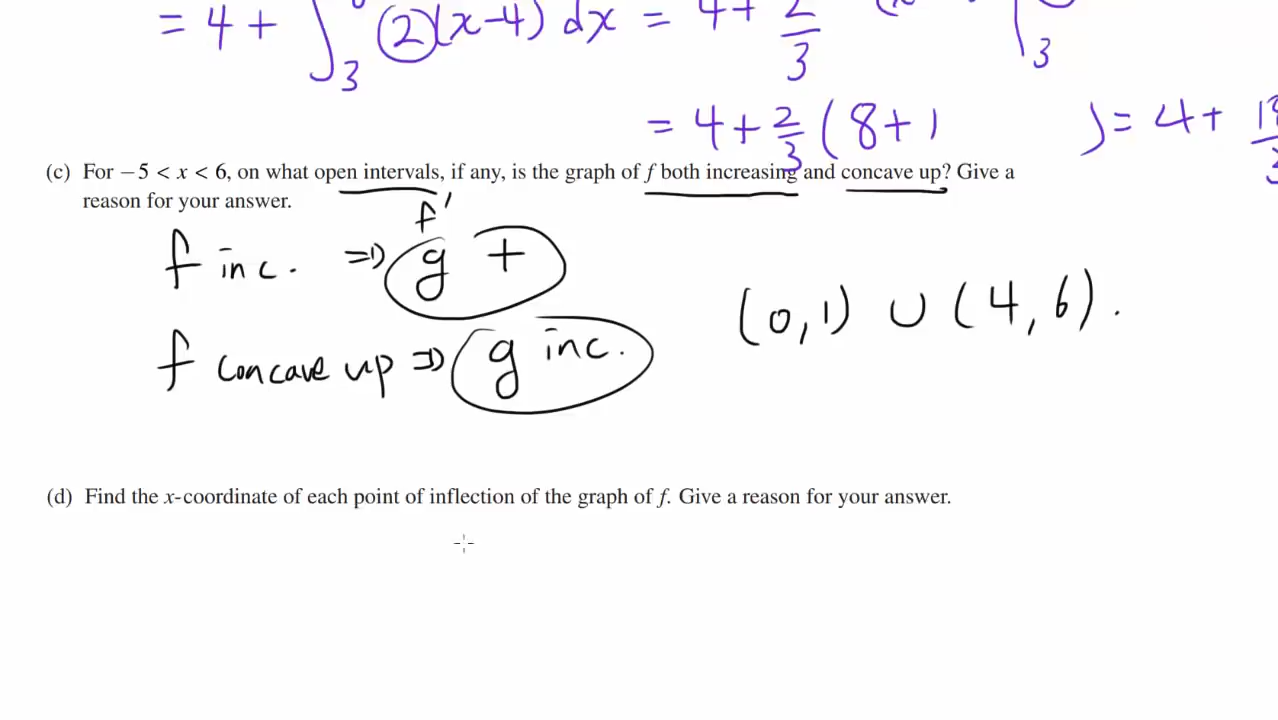 = 4 + ∫₃ (2)(x-4) dx = 4 + 2/3
= 4 + 2/3 ( 8 + 1 ) = 4 +
(c) For −5 < x < 6, on what open intervals, if any, is the graph of f both increasing and concave up? Give a
reason for your answer.
f'
f inc. ⇒ g +
(0,1) ∪ (4,6).
f concave up ⇒ g inc.
(d) Find the x-coordinate of each point of inflection of the graph of f. Give a reason for your answer.